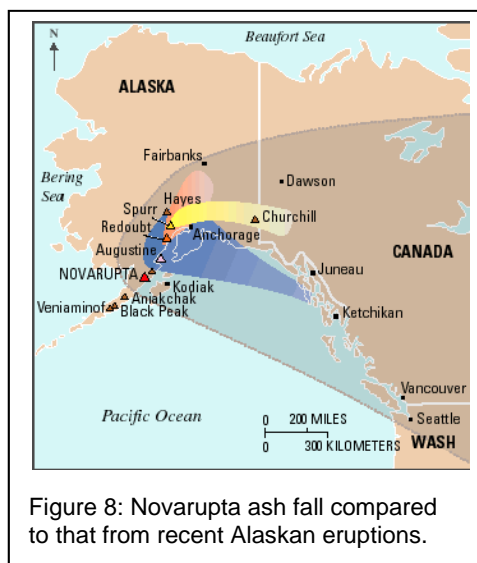 Beaufort Sea
N
ALASKA
Fairbanks
Bering
Sea
Dawson
Hayes
Spurr
Churchill
Redoubt
Anchorage
Augustine
CANADA
NOVARUPTA
Juneau
Kodiak
Aniakchak
Veniaminof
Black Peak
Ketchikan
Vancouver
Pacific Ocean
0 200 MILES
Seattle
0 300 KILOMETERS
WASH
Figure 8: Novarupta ash fall compared
to that from recent Alaskan eruptions.